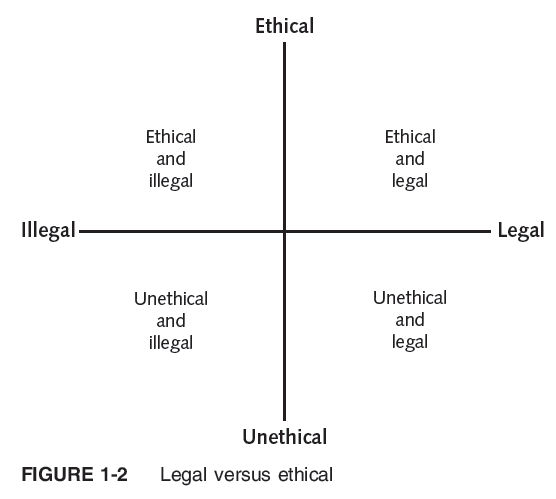 Ethical
Ethical
and
illegal
Ethical
and
legal
Illegal
Legal
Unethical
and
illegal
Unethical
and
legal
Unethical
FIGURE 1-2 Legal versus ethical